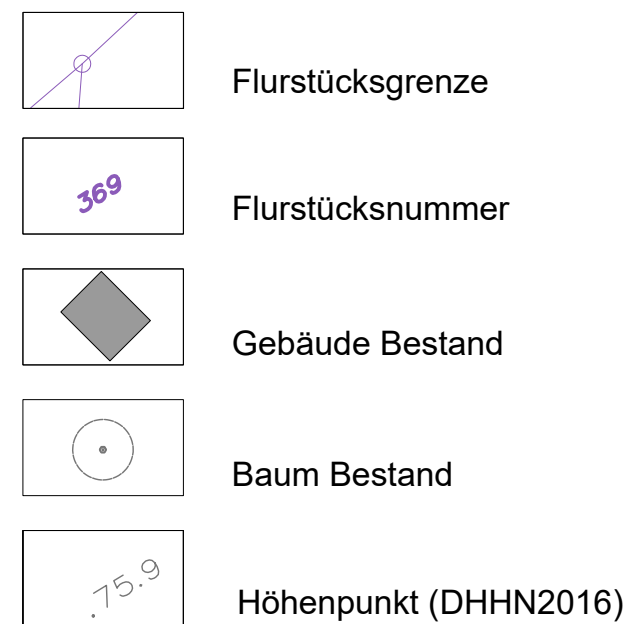 Flurstücksgrenze
369
Flurstücksnummer
Gebäude Bestand
Baum Bestand
.75.9
Höhenpunkt (DHHN2016)